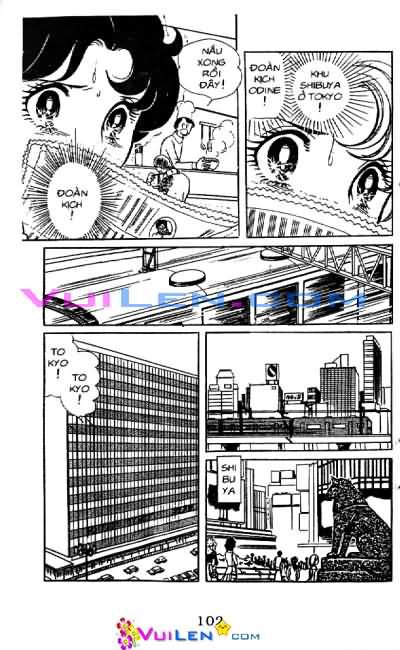 NẤU
XONG
RỒI
ĐÂY!
ĐOÀN
KỊCH
!
ĐOÀN
KỊCH
ODINE!
KHU
SHIBUYA
Ở TOKYO
!
VUILEN.COM
TO
KYO!
TO
KYO!
SHI
BU
YA
102
VUILEN.COM